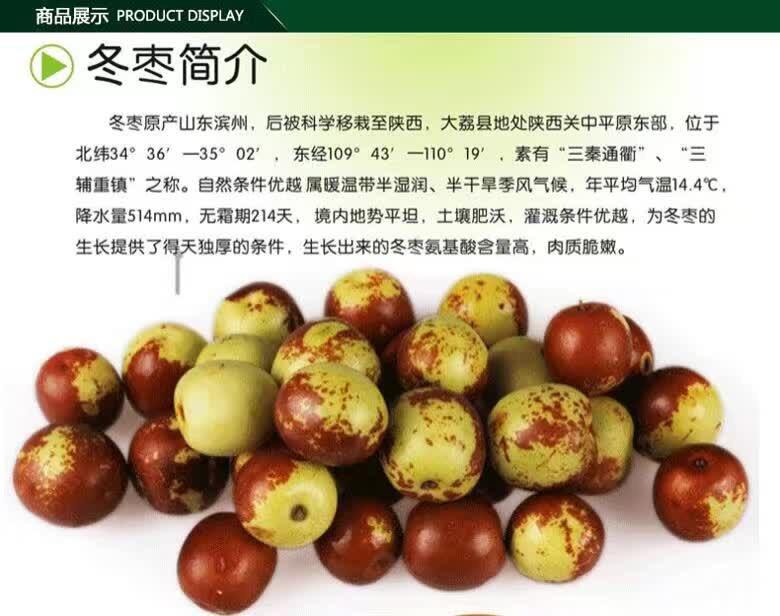 商品展示 PRODUCT DISPLAY
冬枣简介
冬枣原产山东滨州，后被科学移栽至陕西，大荔县地处陕西关中平原东部，位于
北纬34° 36′ —35° 02′ ，东经109° 43′ —110° 19′ ，素有“三秦通衢”、“三
辅重镇”之称。自然条件优越 属暖温带半湿润、半干旱季风气候，年平均气温14.4℃，
降水量514mm，无霜期214天， 境内地势平坦，土壤肥沃，灌溉条件优越，为冬枣的
生长提供了得天独厚的条件，生长出来的冬枣氨基酸含量高，肉质脆嫩。